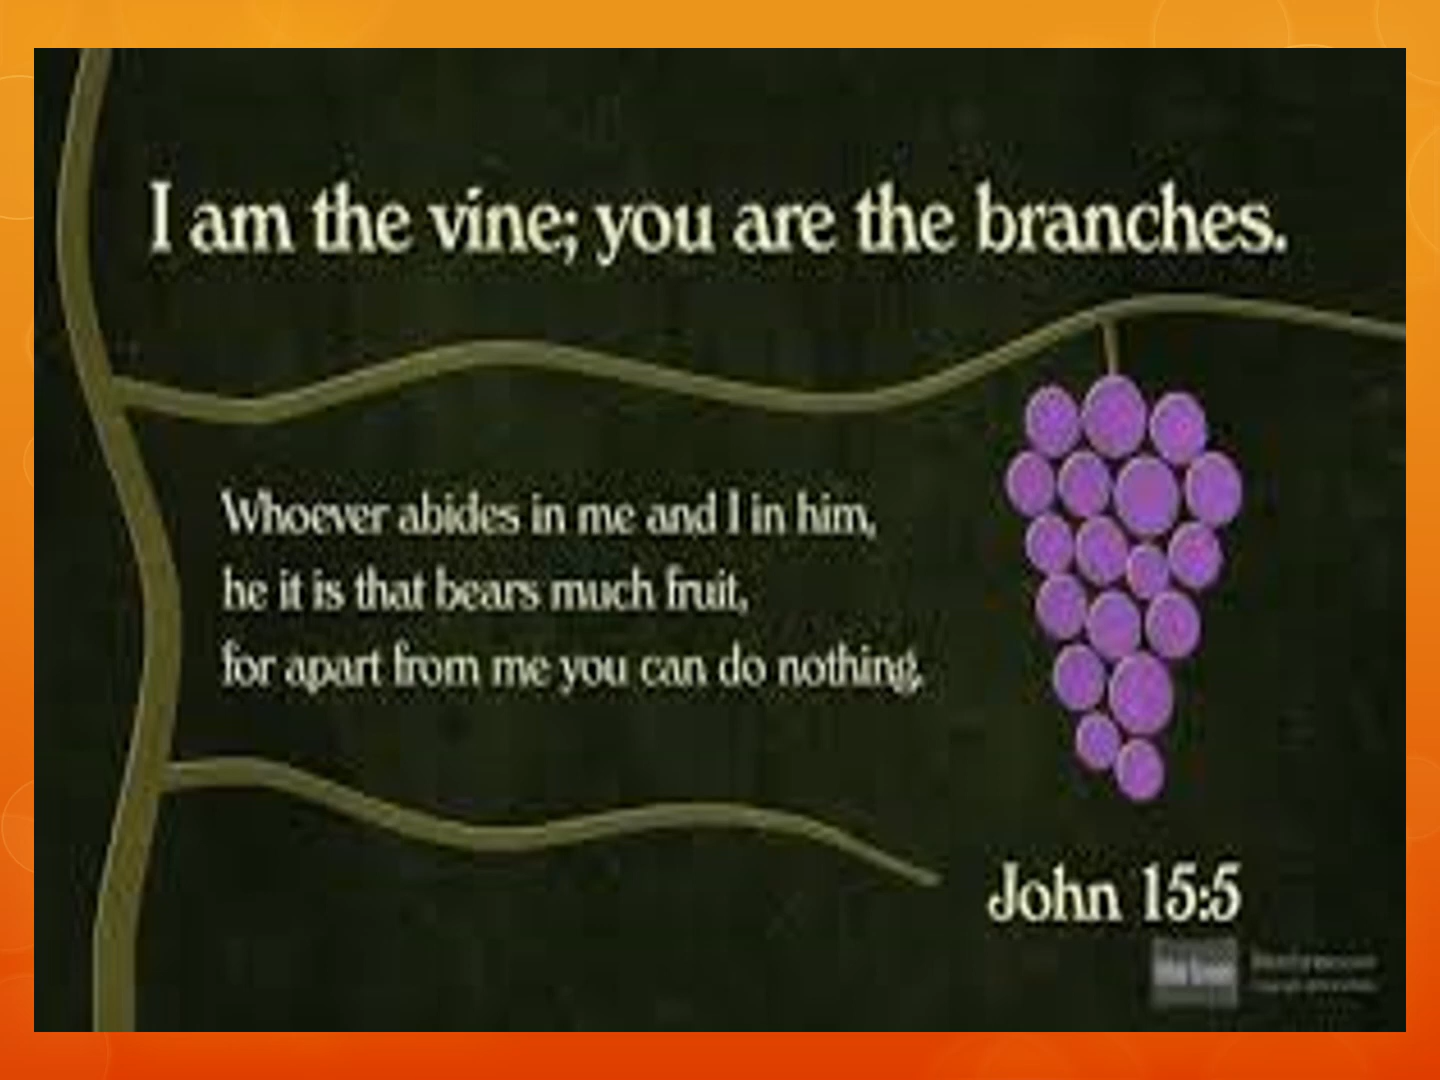 I am the vine; you are the branches.
Whoever abides in me and I in him,
he it is that bears much fruit,
for apart from me you can do nothing.
John 15:5